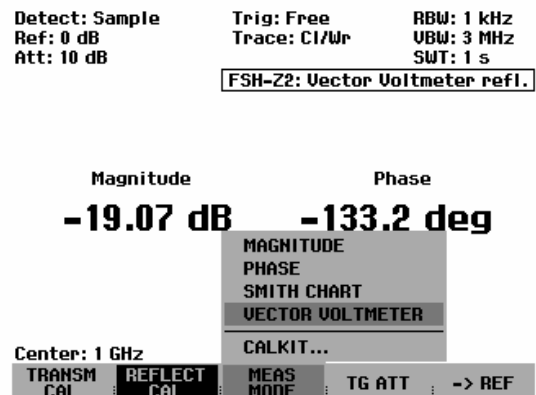 Detect: Sample Trig: Free RBW: 1 kHz
Ref: 0 dB Trace: Cl/Wr VBW: 3 MHz
Att: 10 dB SWT: 1 s
FSH-Z2: Vector Voltmeter refl.
Magnitude Phase
-19.07 dB -133.2 deg
MAGNITUDE
PHASE
SMITH CHART
VECTOR VOLTMETER
CALKIT...
Center: 1 GHz
TRANSM CAL REFLECT CAL MEAS MODE TG ATT -> REF